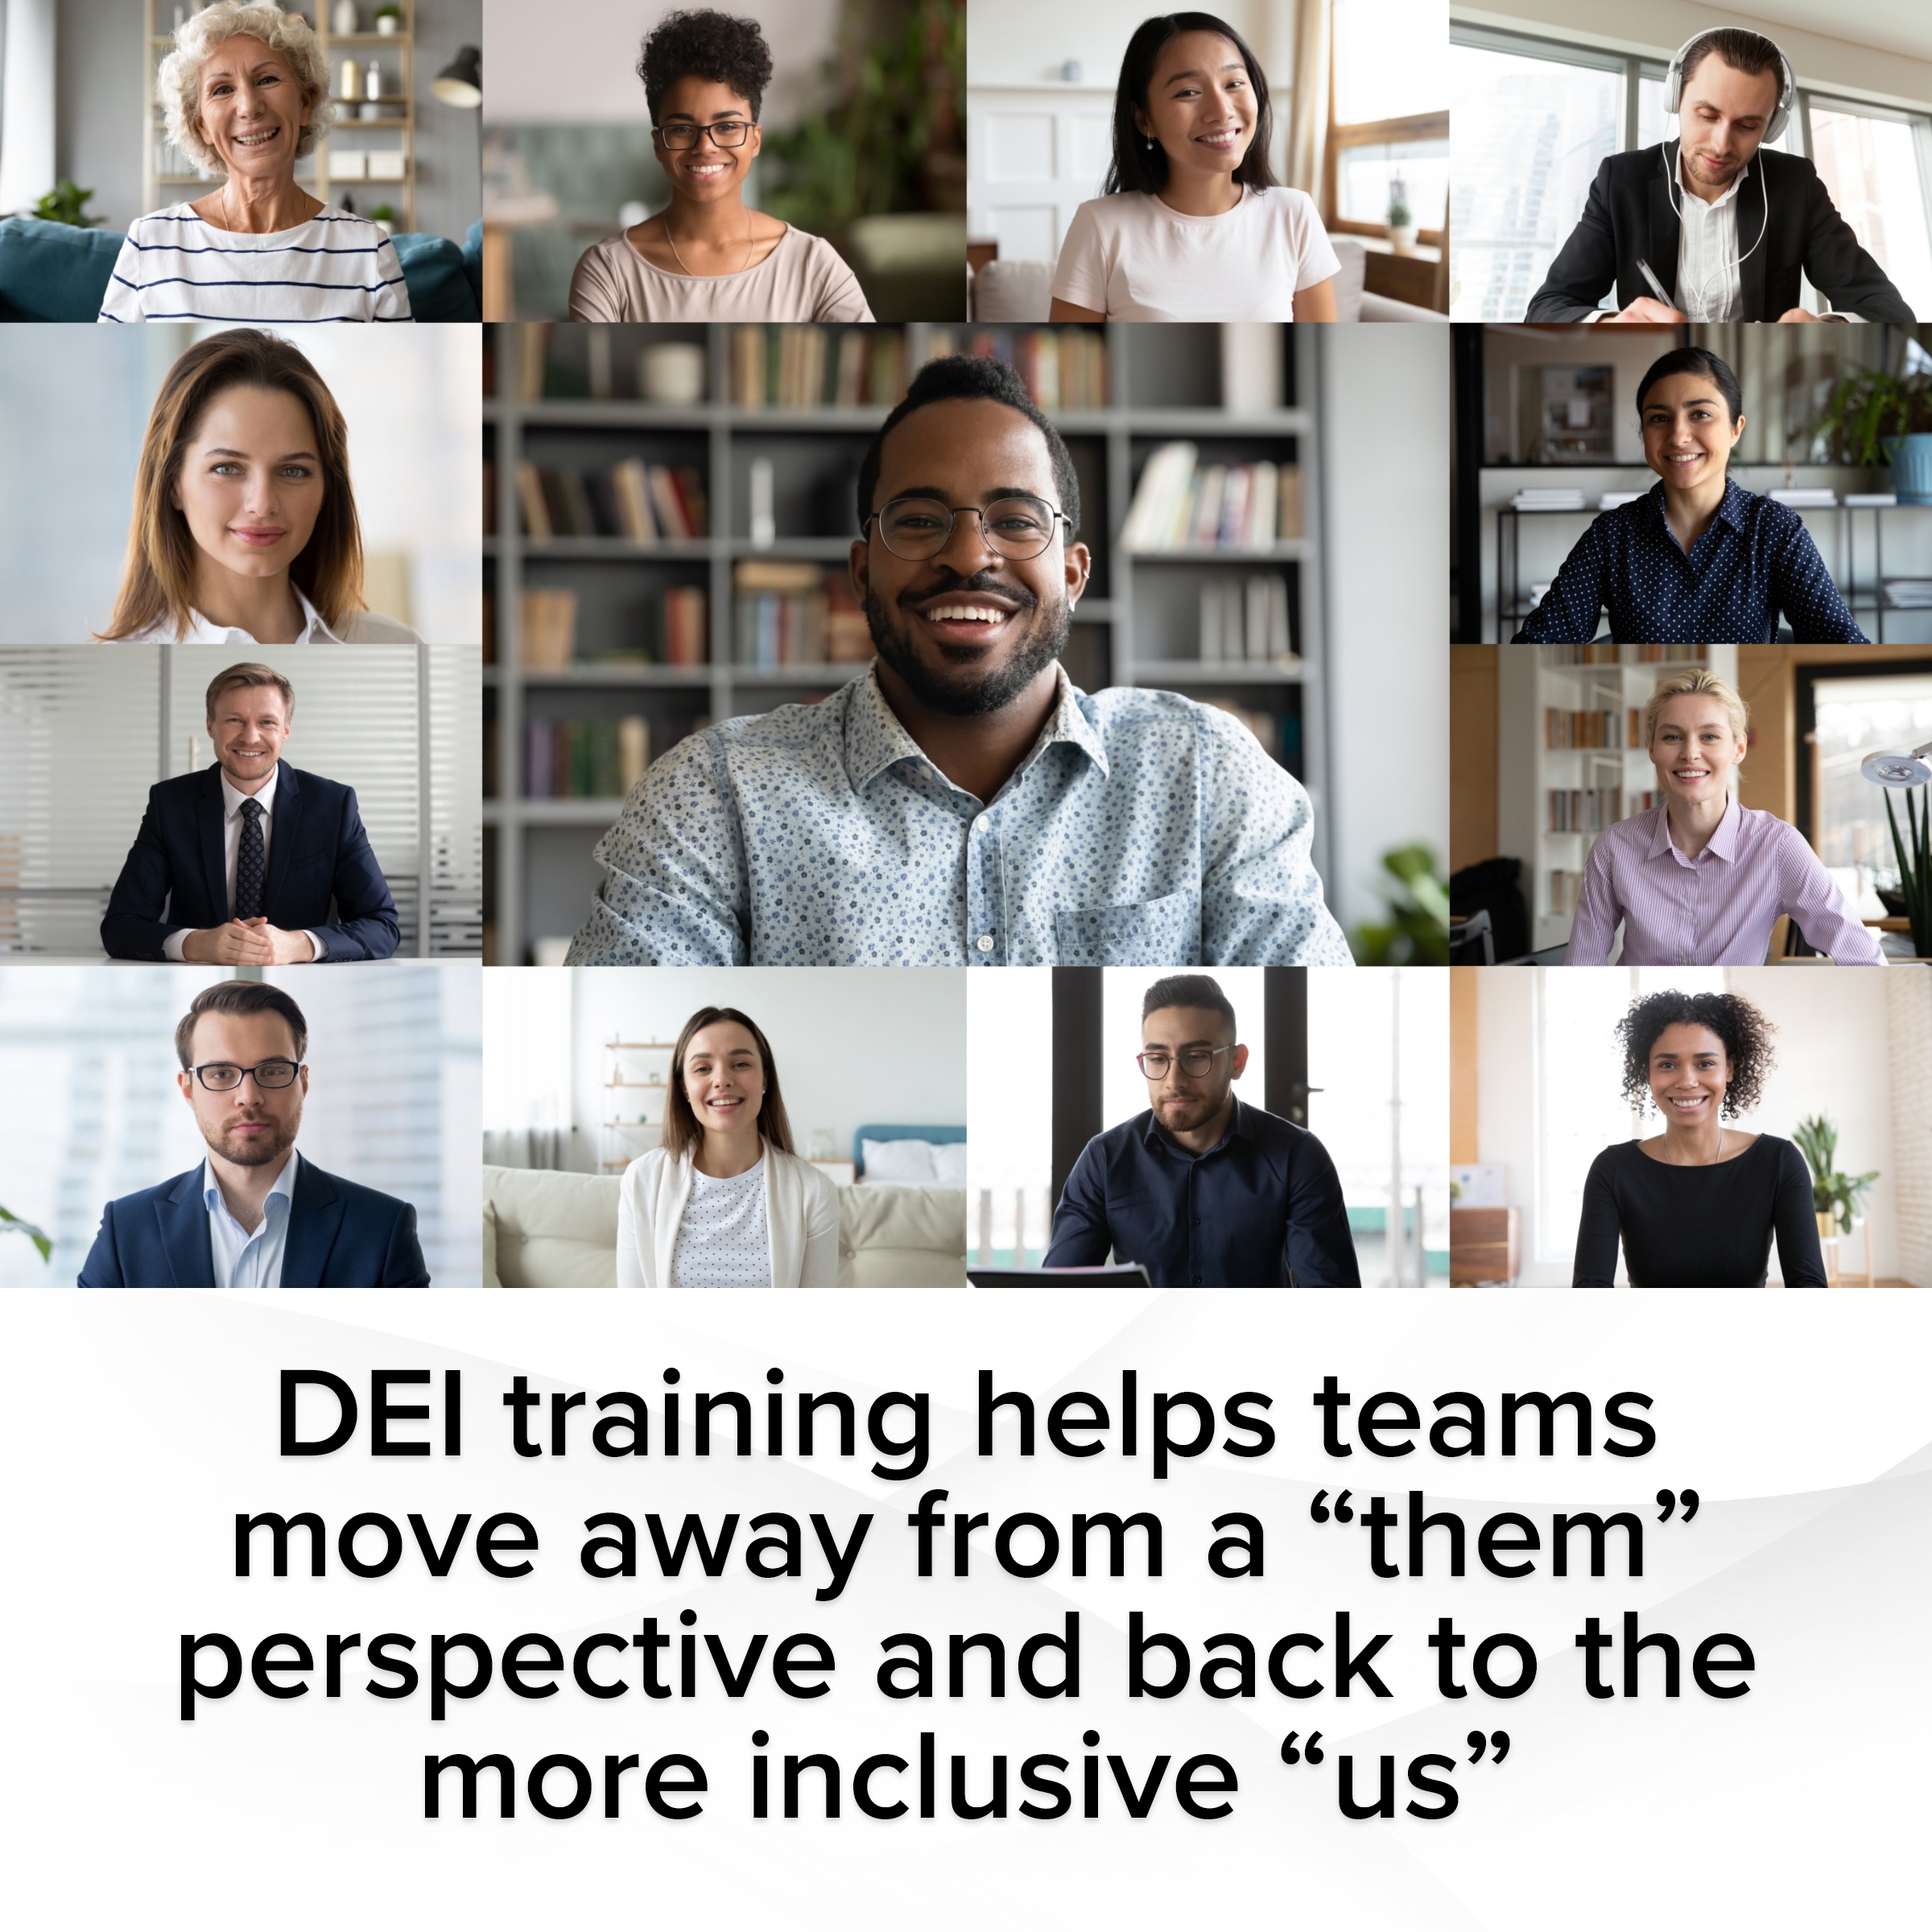 DEI training helps teams
move away from a “them”
perspective and back to the
more inclusive “us”